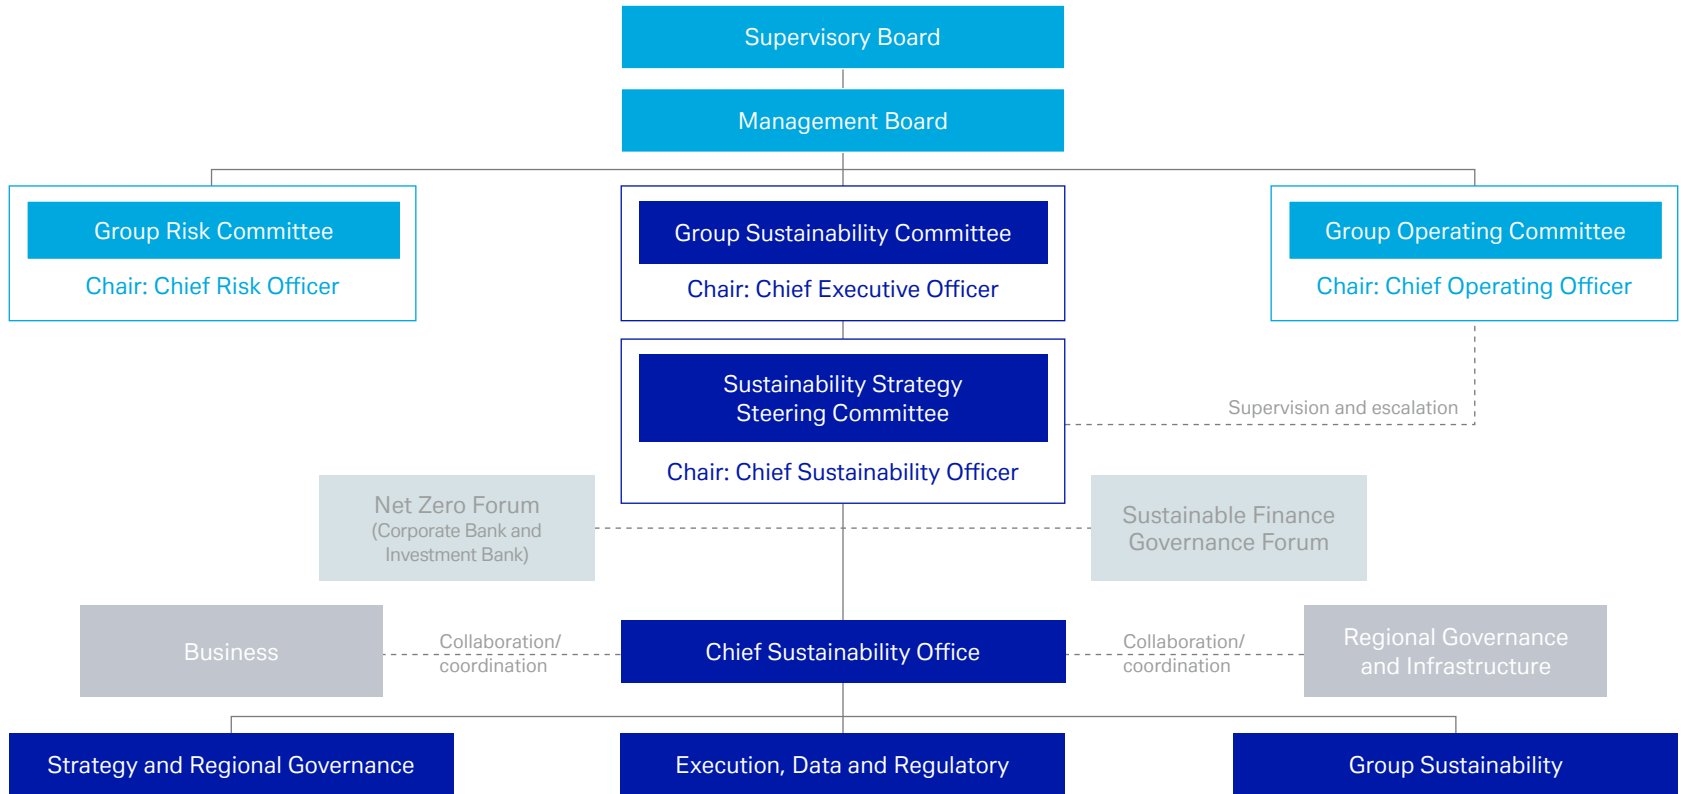 Supervisory Board
Management Board
Group Risk Committee
Chair: Chief Risk Officer
Group Sustainability Committee
Chair: Chief Executive Officer
Group Operating Committee
Chair: Chief Operating Officer
Sustainability Strategy
Steering Committee
Chair: Chief Sustainability Officer
Supervision and escalation
Net Zero Forum
(Corporate Bank and
Investment Bank)
Sustainable Finance
Governance Forum
Business
Collaboration/
coordination
Chief Sustainability Office
Collaboration/
coordination
Regional Governance
and Infrastructure
Strategy and Regional Governance
Execution, Data and Regulatory
Group Sustainability